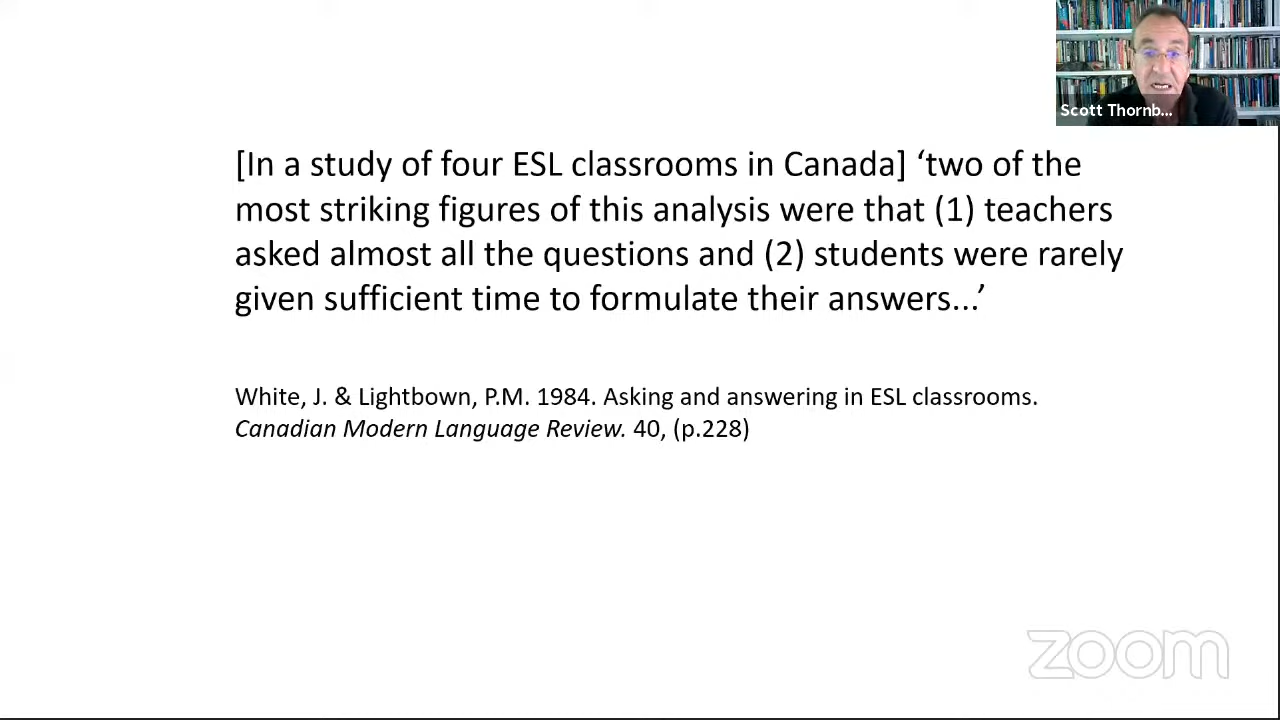 Scott Thornb...
[In a study of four ESL classrooms in Canada] ‘two of the
most striking figures of this analysis were that (1) teachers
asked almost all the questions and (2) students were rarely
given sufficient time to formulate their answers...’
White, J. & Lightbown, P.M. 1984. Asking and answering in ESL classrooms.
Canadian Modern Language Review. 40, (p.228)
zoom